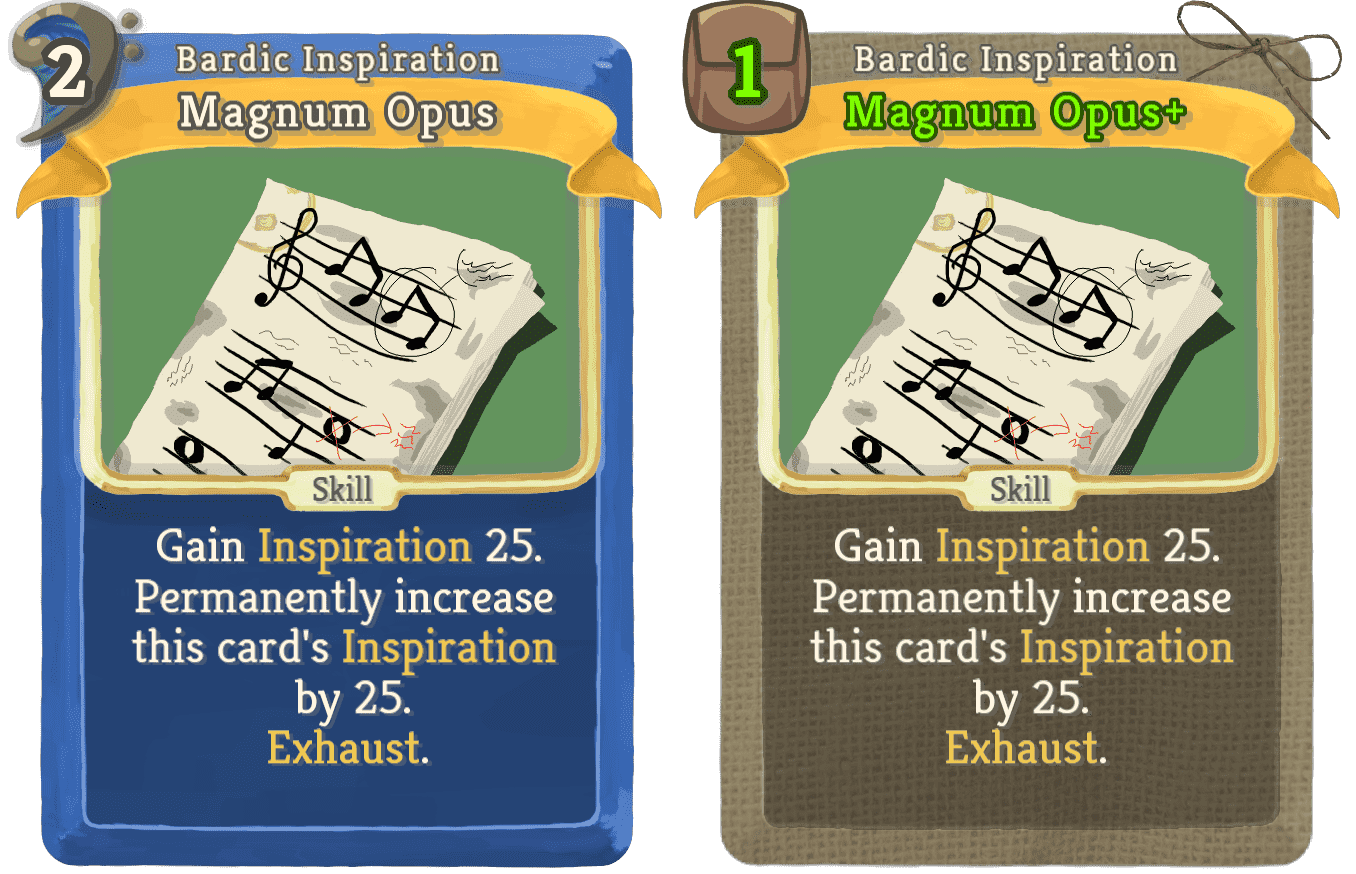 2
Bardic Inspiration
Magnum Opus
Skill
Gain Inspiration 25.
Permanently increase
this card's Inspiration
by 25.
Exhaust.
1
Bardic Inspiration
Magnum Opus+
Skill
Gain Inspiration 25.
Permanently increase
this card's Inspiration
by 25.
Exhaust.